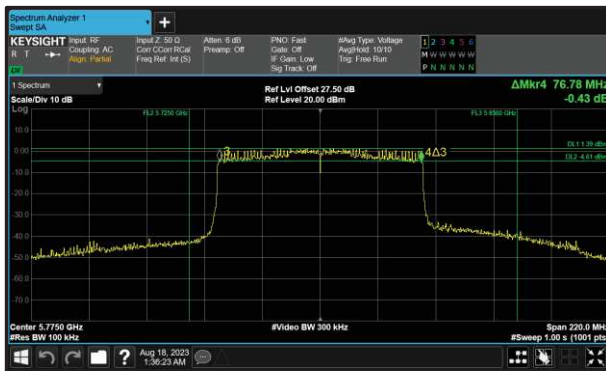 Spectrum Analyzer 1
Swept SA
KEYSIGHT
R T
Input: RF
Coupling: AC
Align: Partial
Input Z: 50 Ω
Corr CCorr RCal
Freq Ref: Int (S)
Atten: 6 dB
Preamp: Off
PNO: Fast
Gate: Off
IF Gain: Low
Sig Track: Off
#Avg Type: Voltage
Avg|Hold: 10/10
Trig: Free Run
1 2 3 4 5 6
M W W W W W
P N N N N N
1 Spectrum
Scale/Div 10 dB
Ref Lvl Offset 27.50 dB
Ref Level 20.00 dBm
ΔMkr4 76.78 MHz
-0.43 dB
Log
FL2 5.7250 GHz
FL3 5.8500 GHz
10.0
0.00
DL1 1.39 dBm
3
4Δ3
DL2 -4.61 dBm
-10.0
-20.0
-30.0
-40.0
-50.0
-60.0
-70.0
Center 5.7750 GHz
#Video BW 300 kHz
Span 220.0 MHz
#Res BW 100 kHz
#Sweep 1.00 s (1001 pts)
?
Aug 18, 2023
1:36:23 AM